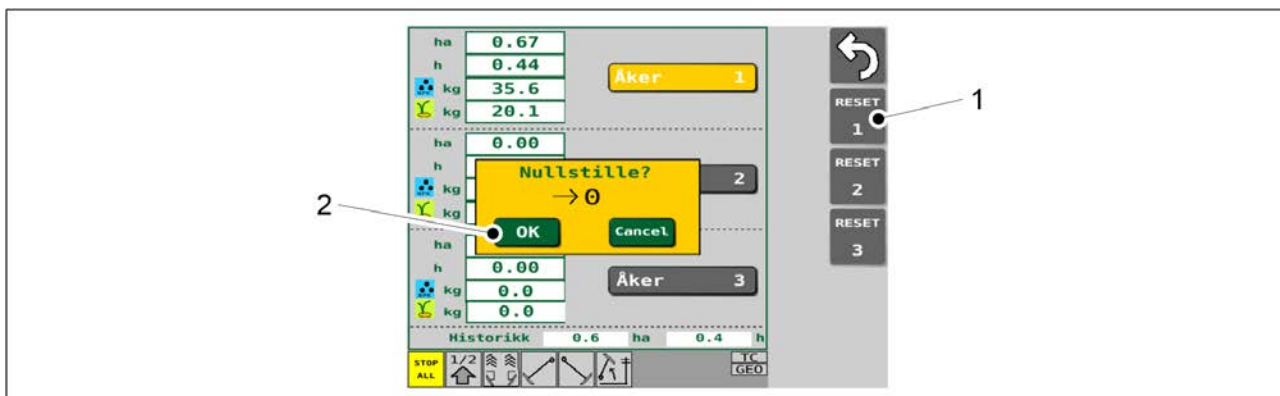 ha 0.67
h 0.44
kg 35.6
kg 20.1
Åker 1
ha 0.00
h
kg
kg
2
Nullstille?
→0
OK Cancel
ha
h 0.00
kg 0.0
kg 0.0
Åker 3
Historikk 0.6 ha 0.4 h
STOP
ALL
1/2
TC
GEO
RESET
1
RESET
2
RESET
3
1
2